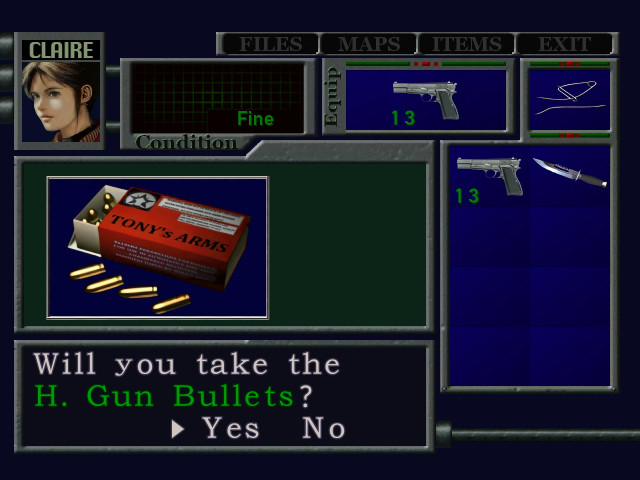 CLAIRE
FILES MAPS ITEMS EXIT
Fine
Condition
Equip
13
13
TONY's ARMS
Will you take the
H. Gun Bullets?
Yes No